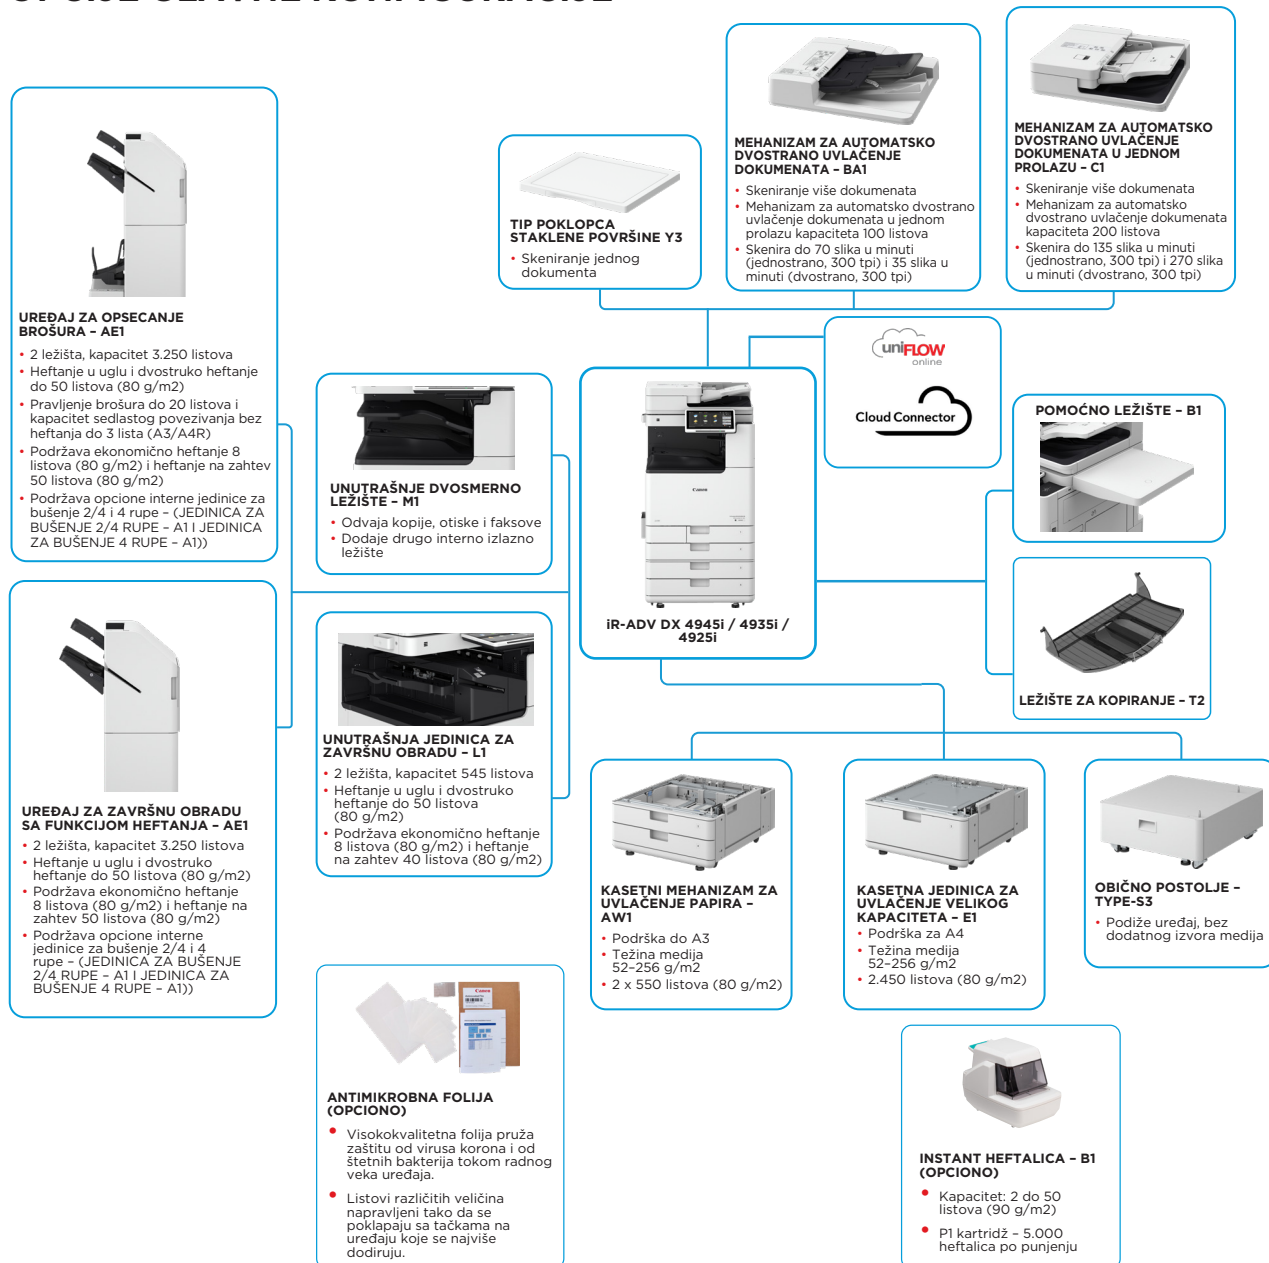 UREĐAJ ZA OPSECANJE
BROŠURA – AE1
• 2 ležišta, kapacitet 3.250 listova
• Heftanje u uglu i dvostruko heftanje
do 50 listova (80 g/m2)
• Pravljenje brošura do 20 listova i
kapacitet sedlastog povezivanja bez
heftanja do 3 lista (A3/A4R)
• Podržava ekonomično heftanje 8
listova (80 g/m2) i heftanje na zahtev
50 listova (80 g/m2)
• Podržava opcione interne jedinice za
bušenje 2/4 i 4 rupe – (JEDINICA ZA
BUŠENJE 2/4 RUPE – A1 I JEDINICA
ZA BUŠENJE 4 RUPE – A1))
UREĐAJ ZA ZAVRŠNU OBRADU
SA FUNKCIJOM HEFTANJA – AE1
• 2 ležišta, kapacitet 3.250 listova
• Heftanje u uglu i dvostruko
heftanje do 50 listova (80 g/m2)
• Podržava ekonomično heftanje
8 listova (80 g/m2) i heftanje na
zahtev 50 listova (80 g/m2)
• Podržava opcione interne
jedinice za bušenje 2/4 i 4
rupe – (JEDINICA ZA BUŠENJE
2/4 RUPE – A1 I JEDINICA ZA
BUŠENJE 4 RUPE – A1))
UNUTRAŠNJE DVOSMERNO
LEŽIŠTE – M1
• Odvaja kopije, otiske i faksove
• Dodaje drugo interno izlazno
ležište
UNUTRAŠNJA JEDINICA ZA
ZAVRŠNU OBRADU – L1
• 2 ležišta, kapacitet 545 listova
• Heftanje u uglu i dvostruko
heftanje do 50 listova
(80 g/m2)
• Podržava ekonomično heftanje
8 listova (80 g/m2) i heftanje
na zahtev 40 listova (80 g/m2)
Canon
ANTIMIKROBNA FOLIJA
(OPCIONO)
• Visokokvalitetna folija pruža
zaštitu od virusa korona i od
štetnih bakterija tokom radnog
veka uređaja.
• Listovi različitih veličina
napravljeni tako da se
poklapaju sa tačkama na
uređaju koje se najviše
dodiruju.
TIP POKLOPCA
STAKLENE POVRŠINE Y3
• Skeniranje jednog
dokumenta
MEHANIZAM ZA AUTOMATSKO
DVOSTRANO UVLAČENJE
DOKUMENATA – BA1
• Skeniranje više dokumenata
• Mehanizam za automatsko dvostrano
uvlačenje dokumenata u jednom
prolazu kapaciteta 100 listova
• Skenira do 70 slika u minuti
(jednostrano, 300 tpi) i 35 slika u
minuti (dvostrano, 300 tpi)
MEHANIZAM ZA AUTOMATSKO
DVOSTRANO UVLAČENJE
DOKUMENATA U JEDNOM
PROLAZU – C1
• Skeniranje više dokumenata
• Mehanizam za automatsko
dvostrano uvlačenje dokumenata
kapaciteta 200 listova
• Skenira do 135 slika u minuti
(jednostrano, 300 tpi) i 270 slika
u minuti (dvostrano, 300 tpi)
uniFLOW
online
Cloud Connector
Canon
iR-ADV DX 4945i / 4935i /
4925i
POMOĆNO LEŽIŠTE – B1
LEŽIŠTE ZA KOPIRANJE – T2
KASETNI MEHANIZAM ZA
UVLAČENJE PAPIRA –
AW1
• Podrška do A3
• Težina medija
52–256 g/m2
• 2 x 550 listova (80 g/m2)
KASETNA JEDINICA ZA
UVLAČENJE VELIKOG
KAPACITETA – E1
• Podrška za A4
• Težina medija
52–256 g/m2
• 2.450 listova (80 g/m2)
OBIČNO POSTOLJE –
TYPE-S3
• Podiže uređaj, bez
dodatnog izvora medija
INSTANT HEFTALICA – B1
(OPCIONO)
• Kapacitet: 2 do 50
listova (90 g/m2)
• P1 kartridž – 5.000
heftalica po punjenju